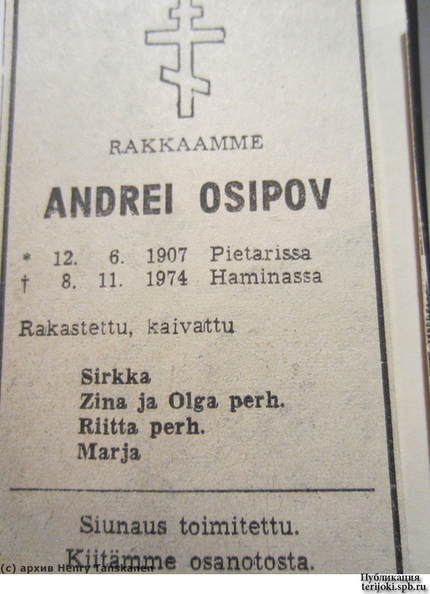 RAKKAAMME
ANDREI OSIPOV
* 12. 6. 1907 Pietarissa
† 8. 11. 1974 Haminassa
Rakastettu, kaivattu
Sirkka
Zina ja Olga perh.
Riitta perh.
Marja
Siunaus toimitettu.
Kiitämme osanotosta.
(c) архив Henry Tanskanen
Публикация
terijoki.spb.ru